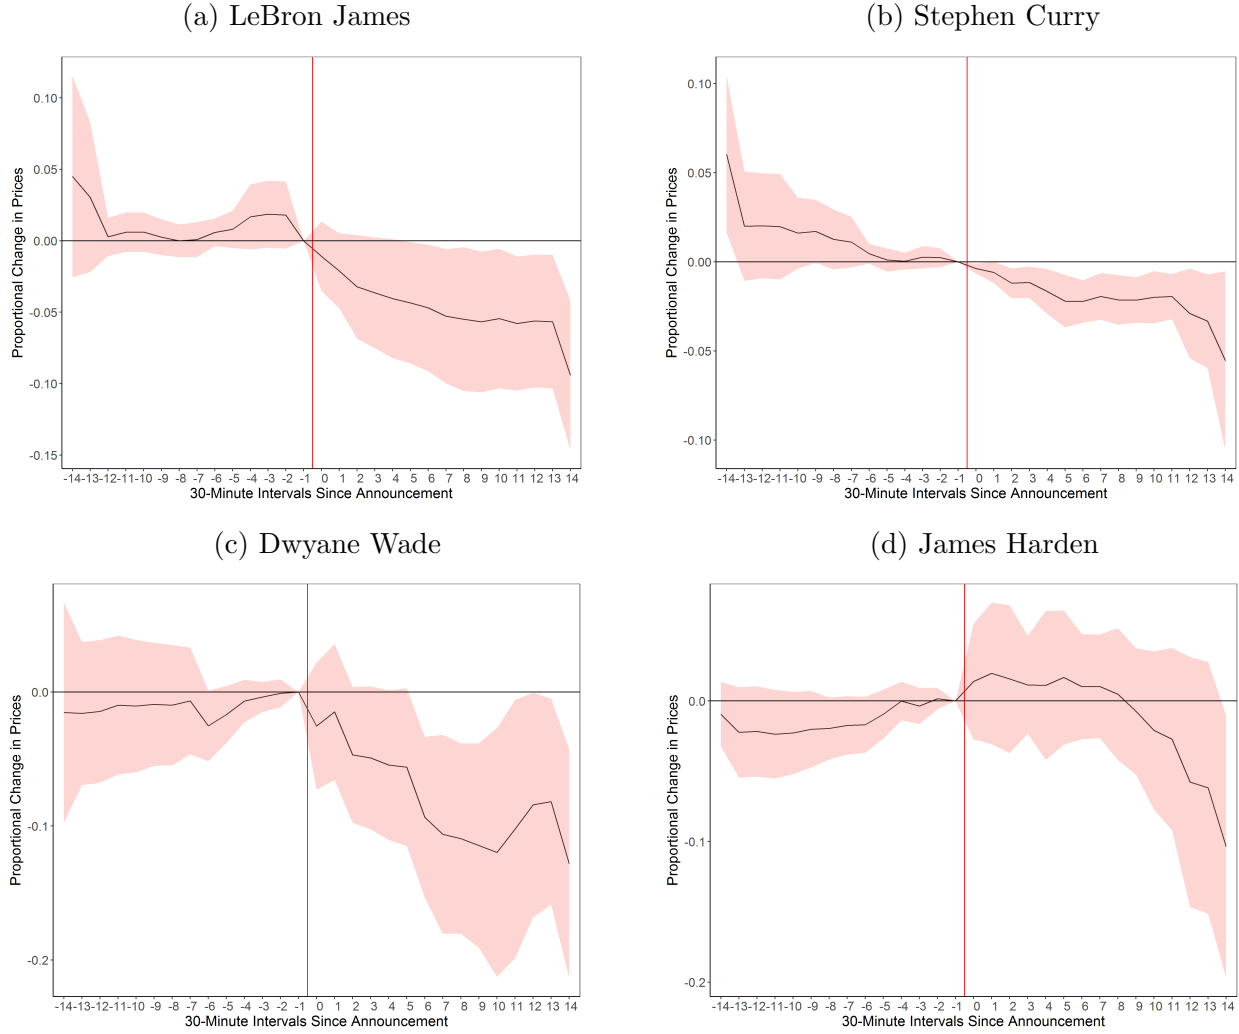 (a) LeBron James
(b) Stephen Curry
0.10
0.05
0.00
-0.05
-0.10
-0.15
Proportional Change in Prices
-14 -13 -12 -11 -10 -9 -8 -7 -6 -5 -4 -3 -2 -1 0 1 2 3 4 5 6 7 8 9 10 11 12 13 14
30-Minute Intervals Since Announcement
0.10
0.05
0.00
-0.05
-0.10
Proportional Change in Prices
-14 -13 -12 -11 -10 -9 -8 -7 -6 -5 -4 -3 -2 -1 0 1 2 3 4 5 6 7 8 9 10 11 12 13 14
30-Minute Intervals Since Announcement
(c) Dwyane Wade
(d) James Harden
0.0
-0.1
-0.2
Proportional Change in Prices
-14 -13 -12 -11 -10 -9 -8 -7 -6 -5 -4 -3 -2 -1 0 1 2 3 4 5 6 7 8 9 10 11 12 13 14
30-Minute Intervals Since Announcement
0.0
-0.1
-0.2
Proportional Change in Prices
-14 -13 -12 -11 -10 -9 -8 -7 -6 -5 -4 -3 -2 -1 0 1 2 3 4 5 6 7 8 9 10 11 12 13 14
30-Minute Intervals Since Announcement